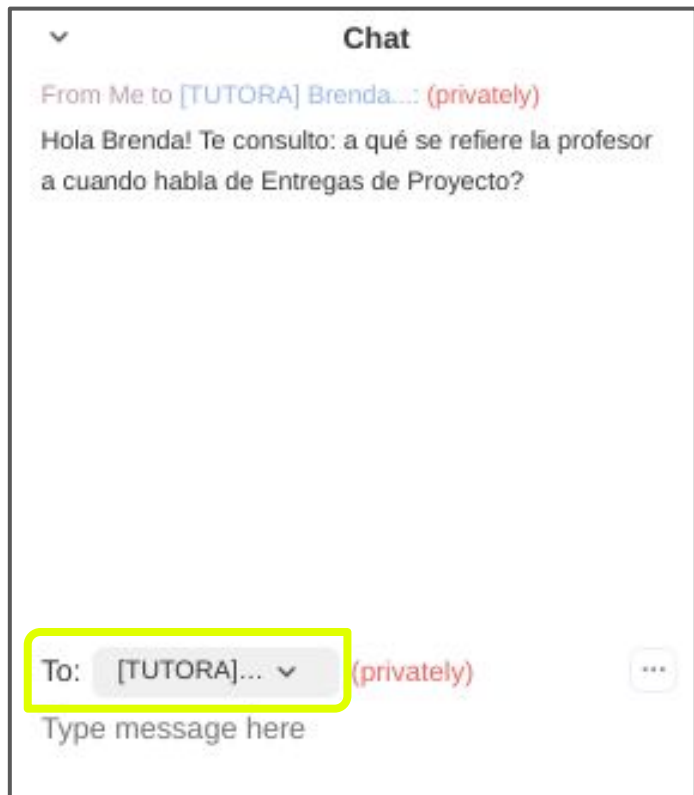 Chat
From Me to [TUTORA] Brenda...: (privately)
Hola Brenda! Te consulto: a qué se refiere la profesor
a cuando habla de Entregas de Proyecto?
To: [TUTORA]... (privately)
Type message here